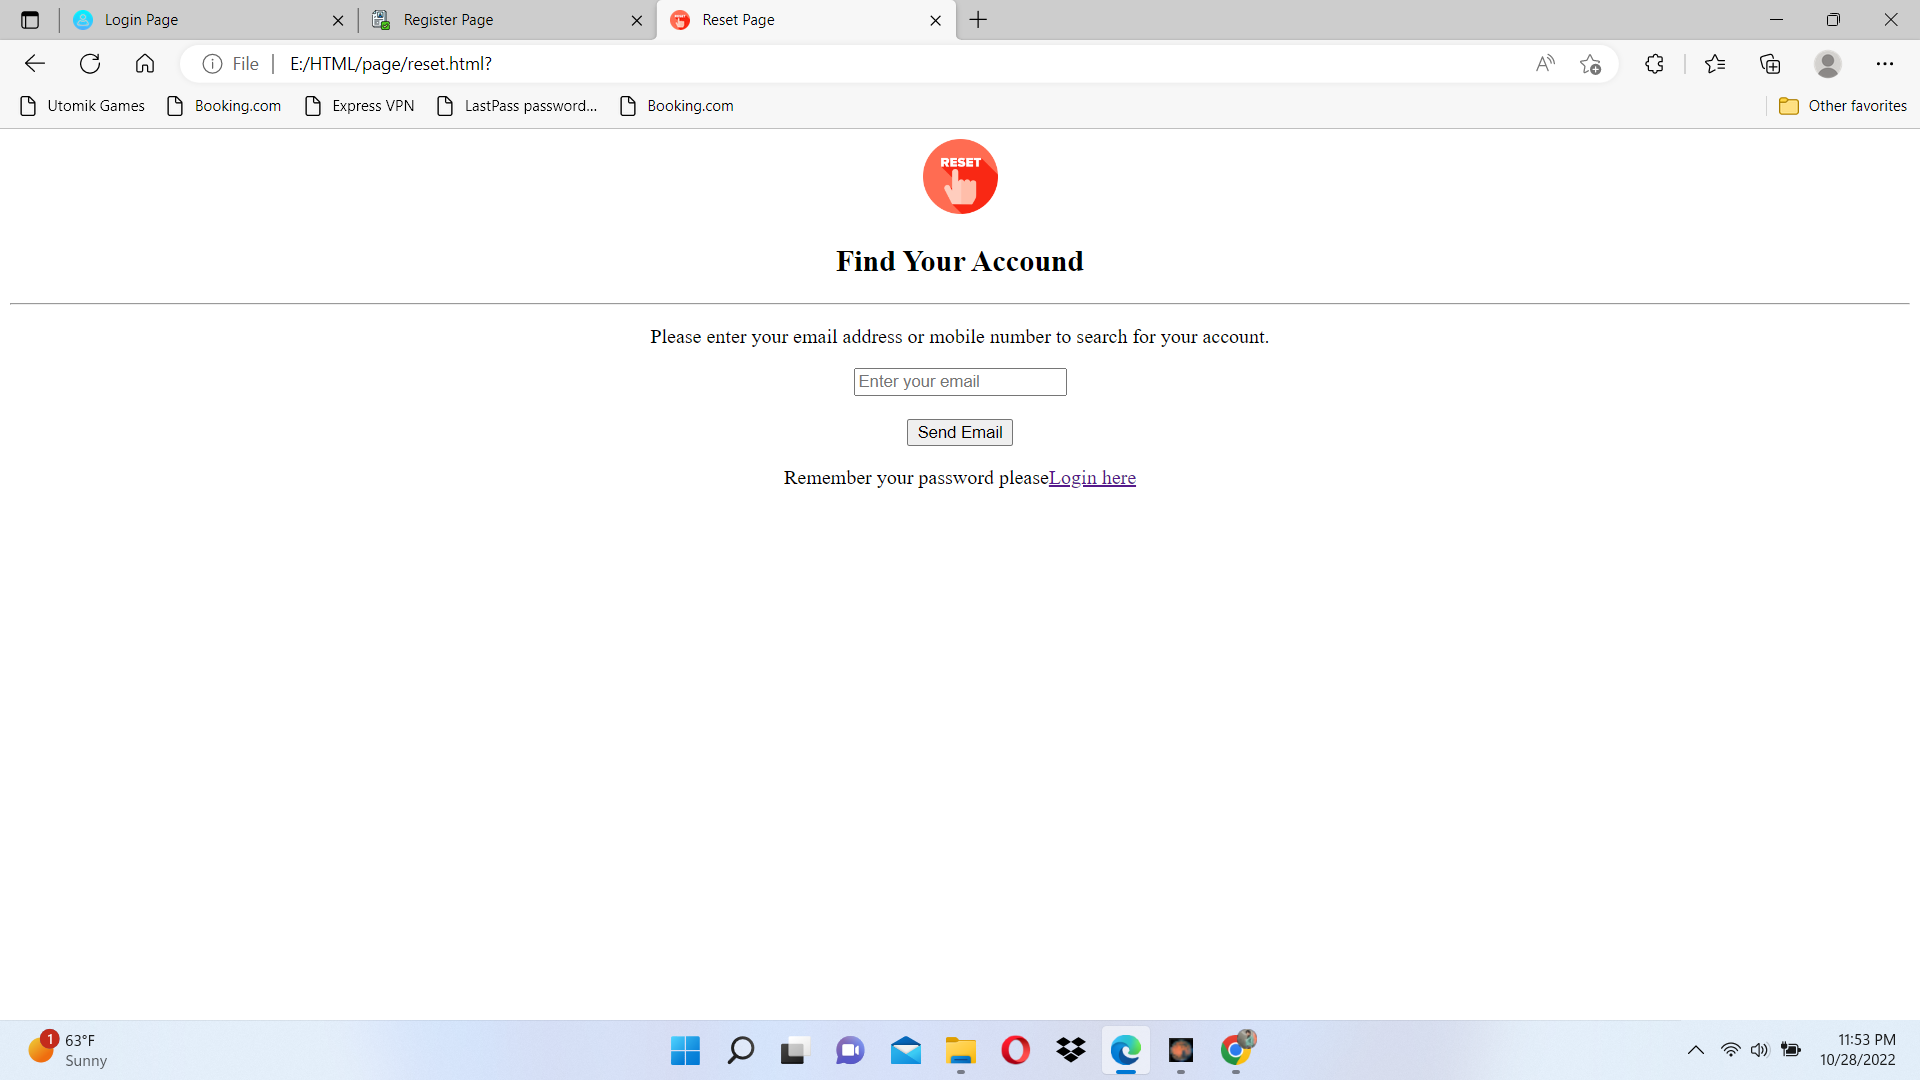 Login Page
Register Page
Reset Page
File
E:/HTML/page/reset.html?
Utomik Games
Booking.com
Express VPN
LastPass password...
Booking.com
Other favorites
RESET
Find Your Accound
Please enter your email address or mobile number to search for your account.
Enter your email
Send Email
Remember your password pleaseLogin here
1
63°F
Sunny
11:53 PM
10/28/2022